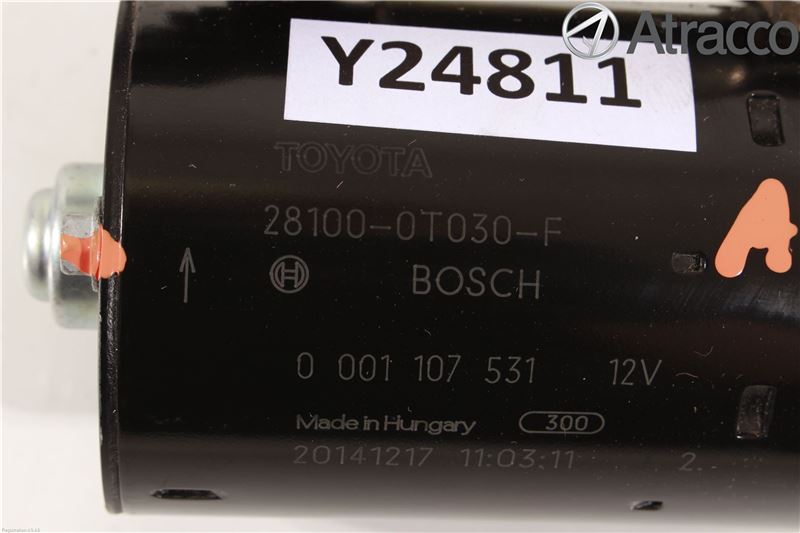 Atracco
Y24811
TOYOTA
28100-0T030-F
A
BOSCH
0 001 107 531 12V
Made in Hungary 300
20141217 11:03:11 2